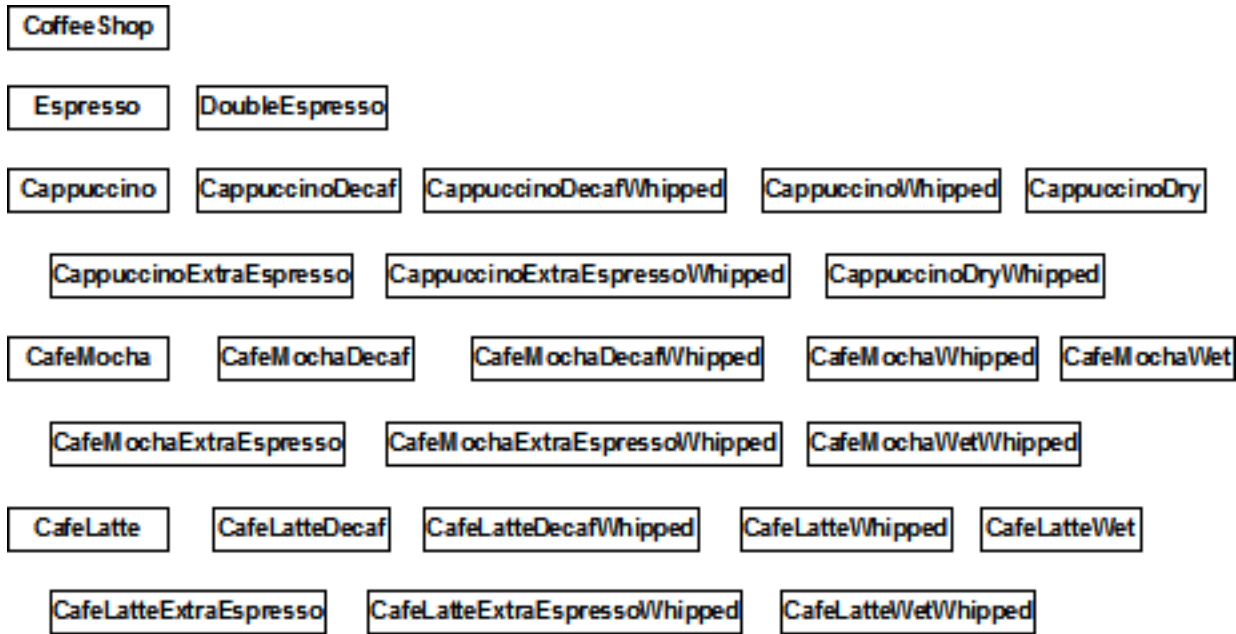 CoffeeShop
Espresso DoubleEspresso
Cappuccino CappuccinoDecaf CappuccinoDecafWhipped CappuccinoWhipped CappuccinoDry
CappuccinoExtraEspresso CappuccinoExtraEspressoWhipped CappuccinoDryWhipped
CafeMocha CafeMochaDecaf CafeMochaDecafWhipped CafeMochaWhipped CafeMochaWet
CafeMochaExtraEspresso CafeMochaExtraEspressoWhipped CafeMochaWetWhipped
CafeLatte CafeLatteDecaf CafeLatteDecafWhipped CafeLatteWhipped CafeLatteWet
CafeLatteExtraEspresso CafeLatteExtraEspressoWhipped CafeLatteWetWhipped